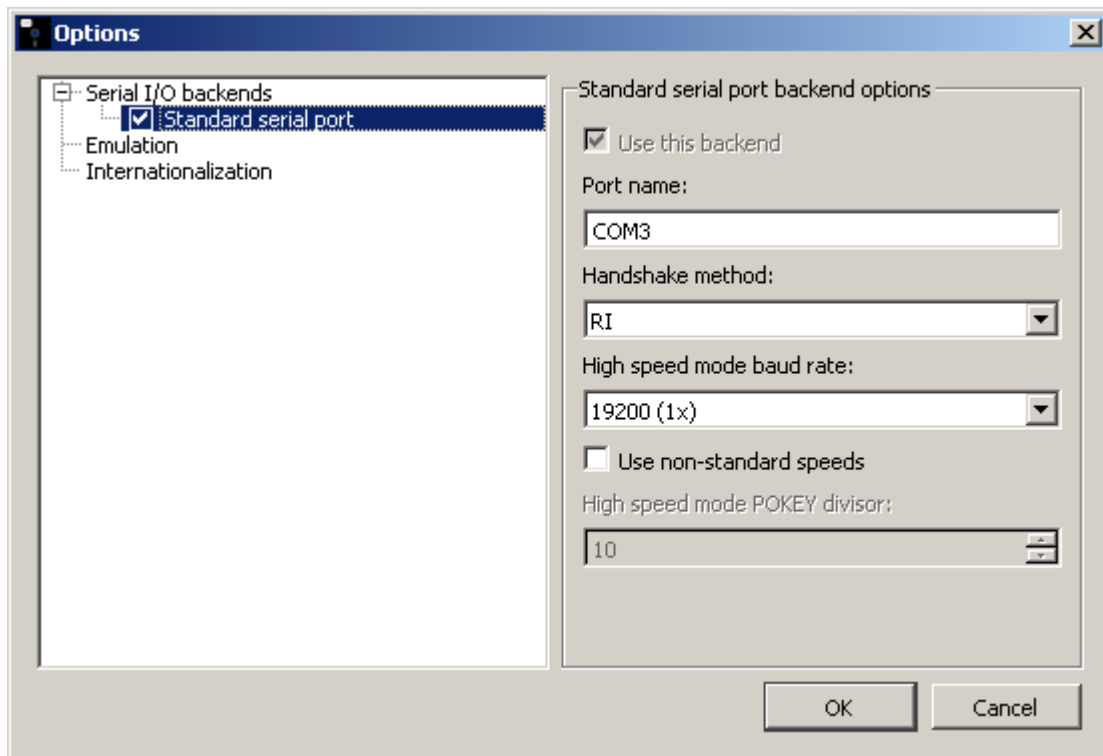 Options
Serial I/O backends
Standard serial port
Emulation
Internationalization
Standard serial port backend options
Use this backend
Port name:
COM3
Handshake method:
RI
High speed mode baud rate:
19200 (1x)
Use non-standard speeds
High speed mode POKEY divisor:
10
OK
Cancel